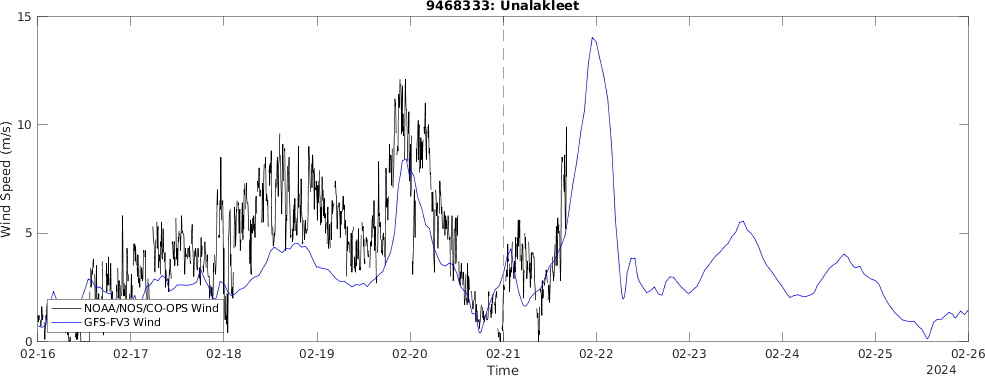 9468333: Unalakleet
Wind Speed (m/s)
15
10
5
0
NOAA/NOS/CO-OPS Wind
GFS-FV3 Wind
02-16 02-17 02-18 02-19 02-20 02-21 02-22 02-23 02-24 02-25 02-26
Time
2024